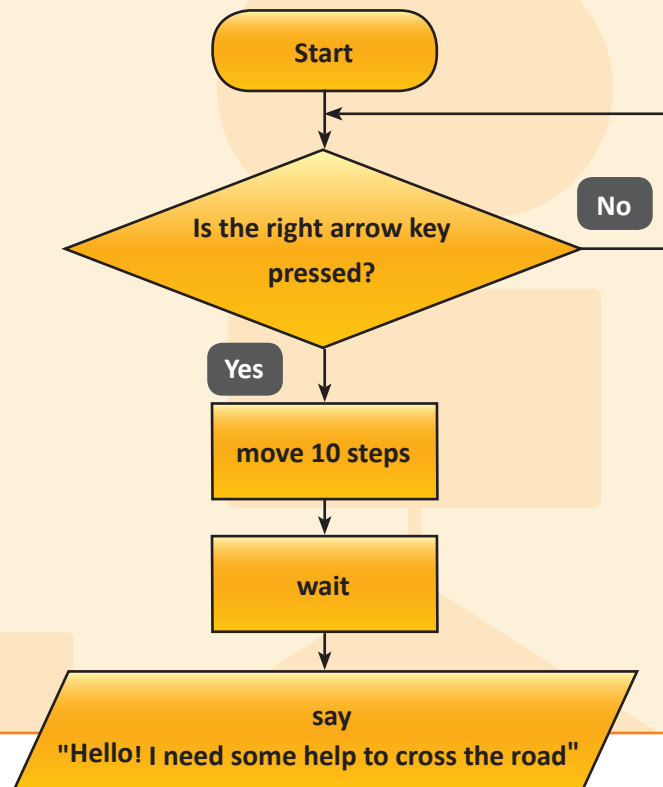 Start
Is the right arrow key
pressed?
No
Yes
move 10 steps
wait
say
"Hello! I need some help to cross the road"